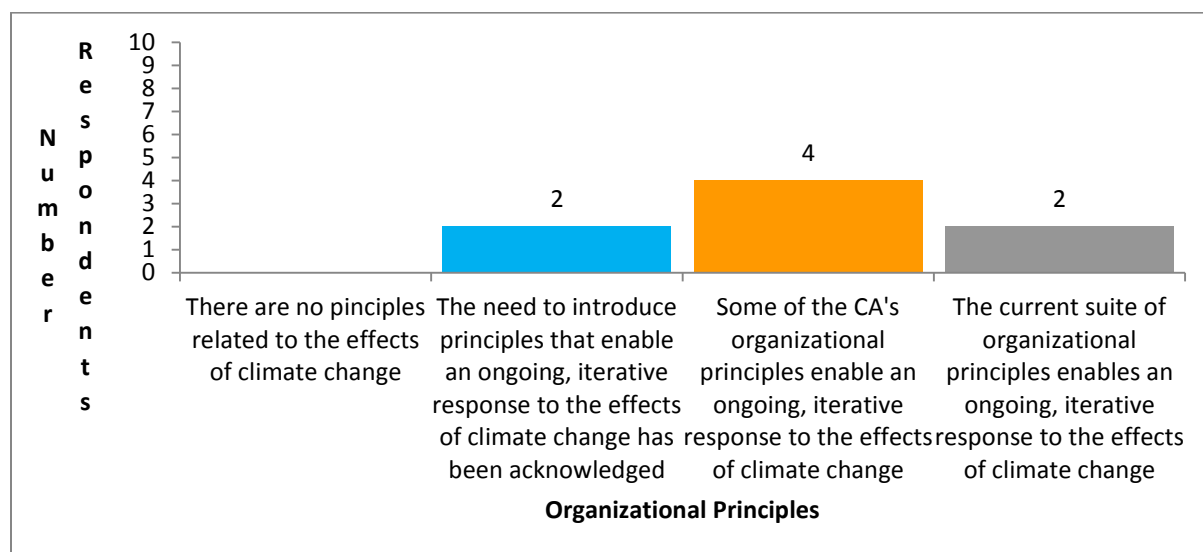 Number
Respondents
10
9
8
7
6
5
4
3
2
1
0
2
4
2
There are no pinciples
related to the effects
of climate change
The need to introduce
principles that enable
an ongoing, iterative
response to the effects
of climate change has
been acknowledged
Some of the CA's
organizational
principles enable an
ongoing, iterative
response to the effects
of climate change
The current suite of
organizational
principles enables an
ongoing, iterative
response to the effects
of climate change
Organizational Principles